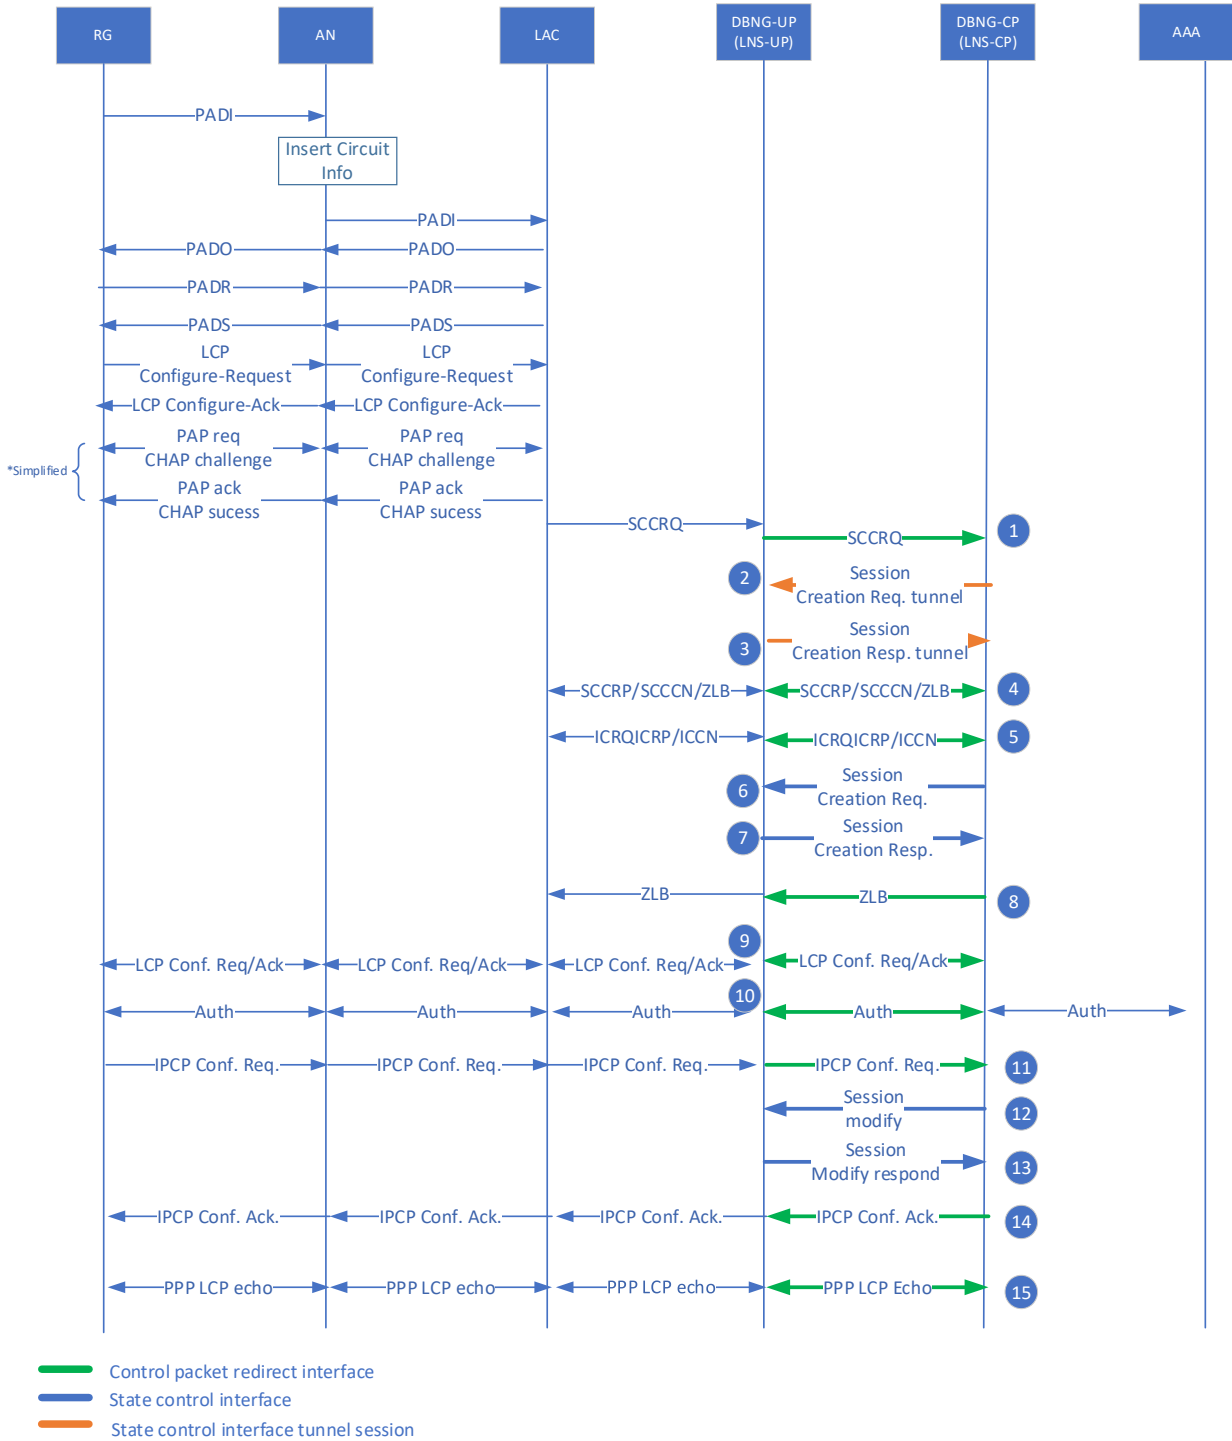 RG
AN
LAC
DBNG-UP
(LNS-UP)
DBNG-CP
(LNS-CP)
AAA
PADI
Insert Circuit
Info
PADI
PADO
PADO
PADR
PADR
PADS
PADS
LCP
Configure-Request
LCP
Configure-Request
LCP Configure-Ack
LCP Configure-Ack
*Simplified
PAP req
CHAP challenge
PAP req
CHAP challenge
PAP ack
CHAP sucess
PAP ack
CHAP sucess
SCCRQ
SCCRQ
1
2
Session
Creation Req. tunnel
3
Session
Creation Resp. tunnel
SCCRP/SCCCN/ZLB
SCCRP/SCCCN/ZLB
4
ICRQICRP/ICCN
ICRQICRP/ICCN
5
6
Session
Creation Req.
7
Session
Creation Resp.
ZLB
ZLB
8
9
LCP Conf. Req/Ack
LCP Conf. Req/Ack
LCP Conf. Req/Ack
LCP Conf. Req/Ack
10
Auth
Auth
Auth
Auth
Auth
IPCP Conf. Req.
IPCP Conf. Req.
IPCP Conf. Req.
IPCP Conf. Req.
11
Session
modify
12
Session
Modify respond
13
IPCP Conf. Ack.
IPCP Conf. Ack.
IPCP Conf. Ack.
IPCP Conf. Ack.
14
PPP LCP echo
PPP LCP echo
PPP LCP echo
PPP LCP Echo
15
Control packet redirect interface
State control interface
State control interface tunnel session